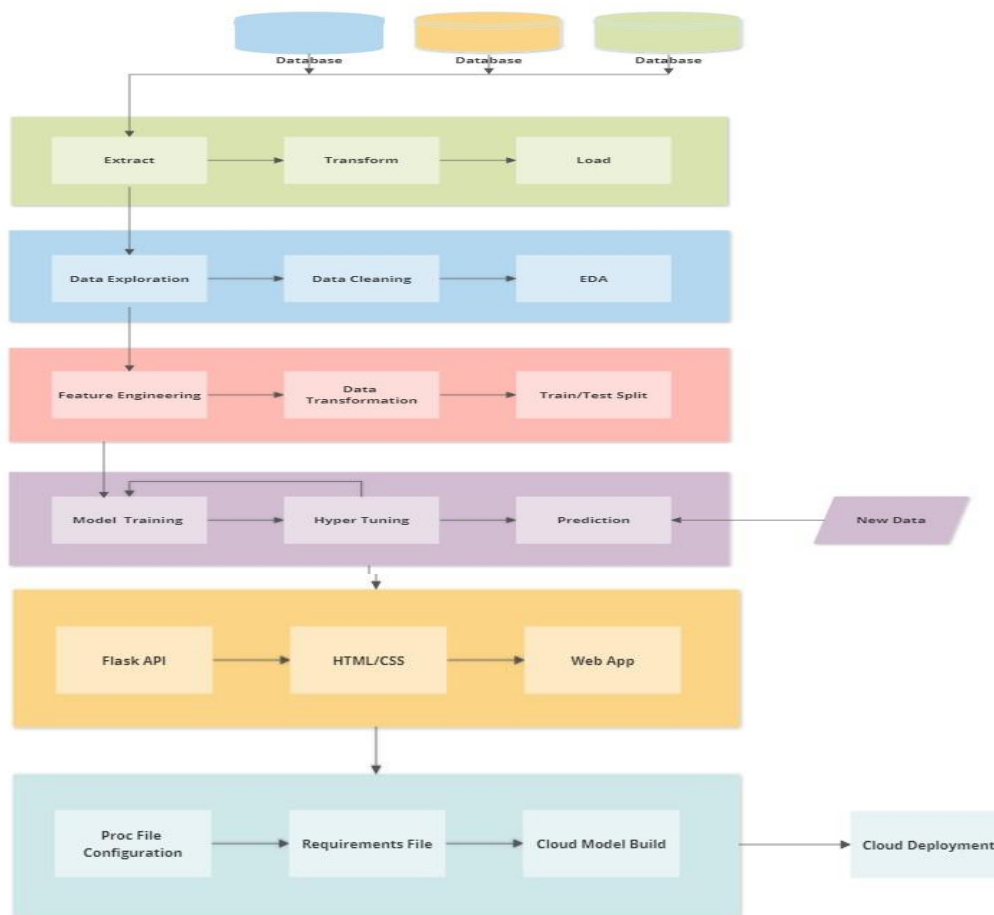 Database
Database
Database
Extract
Transform
Load
Data Exploration
Data Cleaning
EDA
Feature Engineering
Data
Transformation
Train/Test Split
Model Training
Hyper Tuning
Prediction
New Data
Flask API
HTML/CSS
Web App
Proc File
Configuration
Requirements File
Cloud Model Build
Cloud Deployment